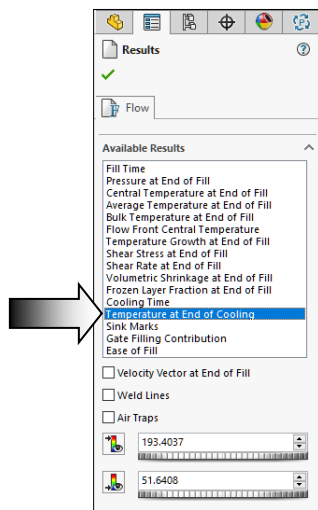 Results
?
Flow
Available Results
Fill Time
Pressure at End of Fill
Central Temperature at End of Fill
Average Temperature at End of Fill
Bulk Temperature at End of Fill
Flow Front Central Temperature
Temperature Growth at End of Fill
Shear Stress at End of Fill
Shear Rate at End of Fill
Volumetric Shrinkage at End of Fill
Frozen Layer Fraction at End of Fill
Cooling Time
Temperature at End of Cooling
Sink Marks
Gate Filling Contribution
Ease of Fill
Velocity Vector at End of Fill
Weld Lines
Air Traps
193.4037
51.6408